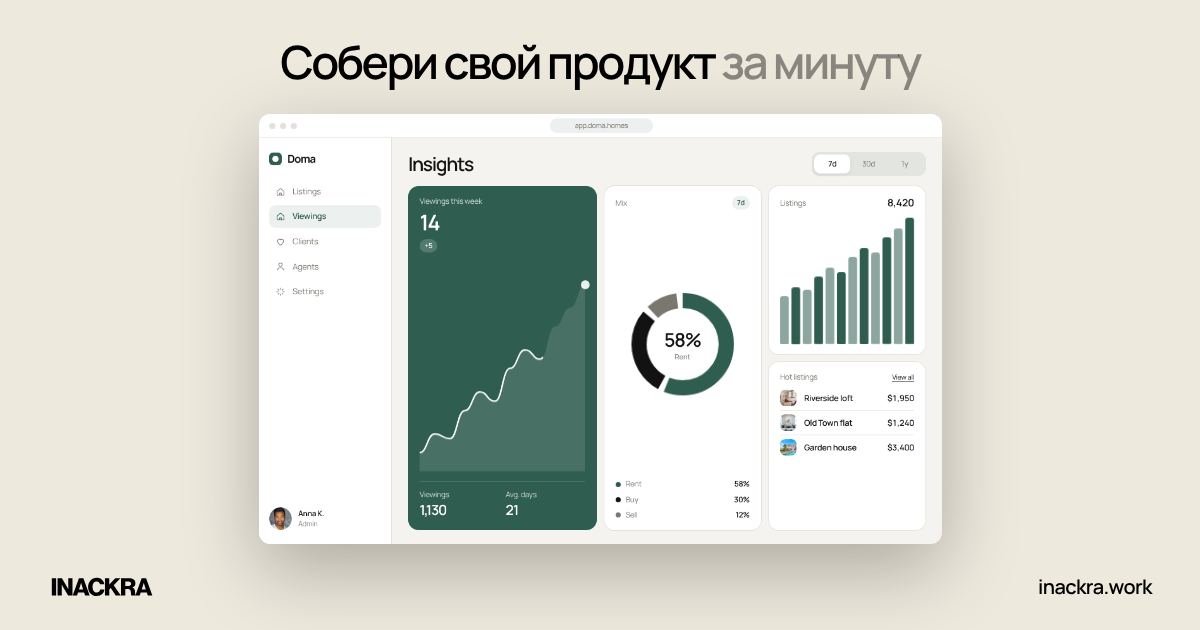 Собери свой продукт за минуту
app.doma.homes
Doma
Listings
Viewings
Clients
Agents
Settings
Anna K.
Admin
Insights
7d 30d 1y
Viewings this week
14
+5
Viewings Avg. days
1,130 21
Mix 7d
58%
Rent
Rent 58%
Buy 30%
Sell 12%
Listings 8,420
Hot listings View all
Riverside loft $1,950
Old Town flat $1,240
Garden house $3,400
INACKRA
inackra.work